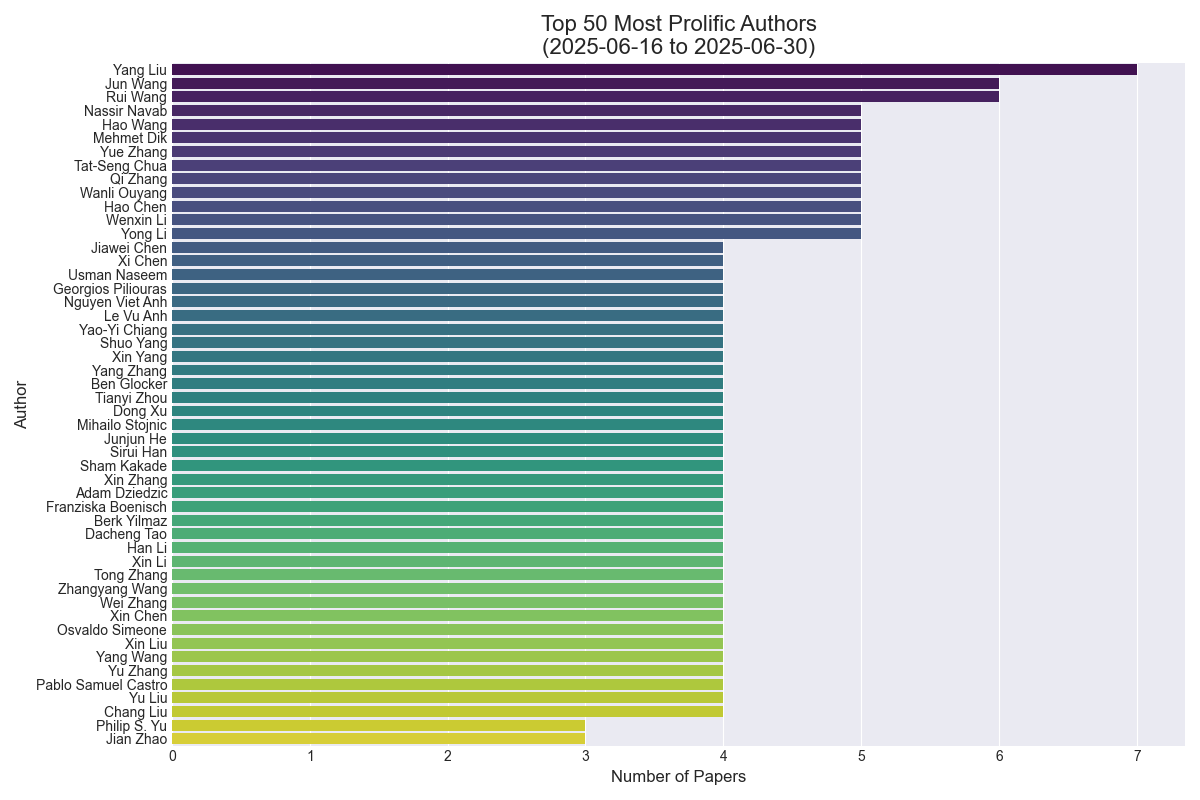 Top 50 Most Prolific Authors
(2025-06-16 to 2025-06-30)
Yang Liu
Jun Wang
Rui Wang
Nassir Navab
Hao Wang
Mehmet Dik
Yue Zhang
Tat-Seng Chua
Qi Zhang
Wanli Ouyang
Hao Chen
Wenxin Li
Yong Li
Jiawei Chen
Xi Chen
Usman Naseem
Georgios Piliouras
Nguyen Viet Anh
Le Vu Anh
Yao-Yi Chiang
Shuo Yang
Xin Yang
Yang Zhang
Ben Glocker
Tianyi Zhou
Dong Xu
Mihailo Stojnic
Junjun He
Sirui Han
Sham Kakade
Xin Zhang
Adam Dziedzic
Franziska Boenisch
Berk Yilmaz
Dacheng Tao
Han Li
Xin Li
Tong Zhang
Zhangyang Wang
Wei Zhang
Xin Chen
Osvaldo Simeone
Xin Liu
Yang Wang
Yu Zhang
Pablo Samuel Castro
Yu Liu
Chang Liu
Philip S. Yu
Jian Zhao
Author
0 1 2 3 4 5 6 7
Number of Papers